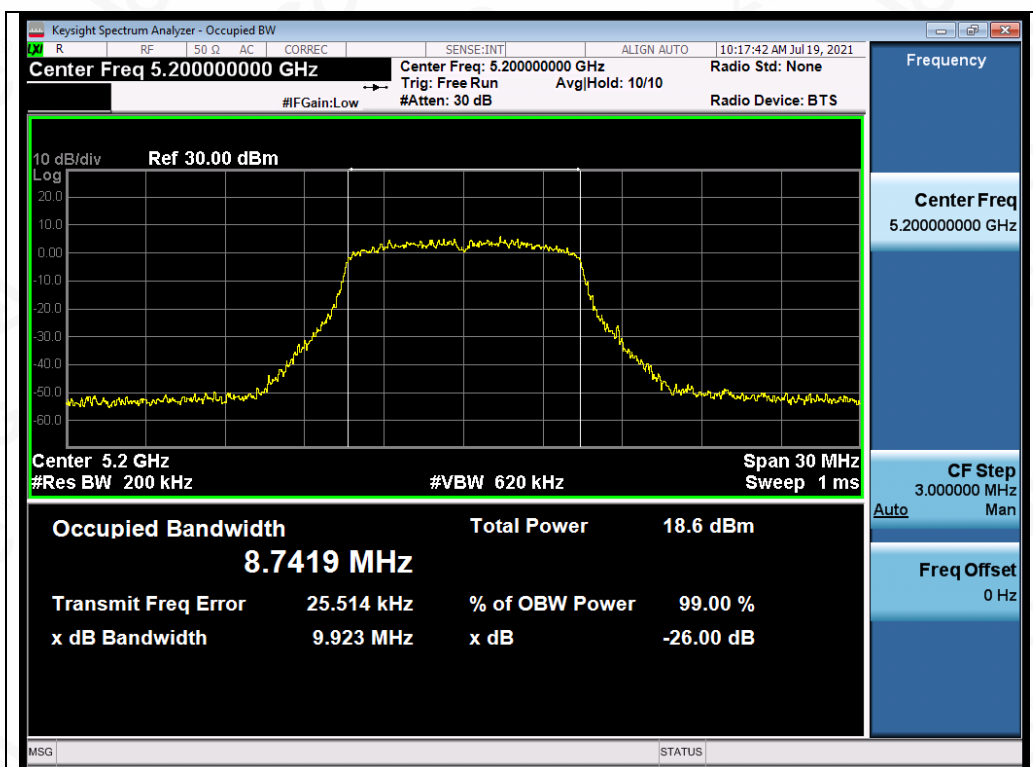 Keysight Spectrum Analyzer - Occupied BW
LXI R RF 50 Ω AC CORREC SENSE:INT ALIGN AUTO 10:17:42 AM Jul 19, 2021
Center Freq 5.200000000 GHz
Center Freq: 5.200000000 GHz
Radio Std: None
Trig: Free Run Avg|Hold: 10/10
#IFGain:Low
#Atten: 30 dB
Radio Device: BTS
Frequency
10 dB/div Ref 30.00 dBm
Log
20.0
10.0
0.00
-10.0
-20.0
-30.0
-40.0
-50.0
-60.0
Center 5.2 GHz Span 30 MHz
#Res BW 200 kHz #VBW 620 kHz Sweep 1 ms
Center Freq
5.200000000 GHz
CF Step
3.000000 MHz
Auto Man
Freq Offset
0 Hz
Occupied Bandwidth
8.7419 MHz
Total Power 18.6 dBm
Transmit Freq Error 25.514 kHz % of OBW Power 99.00 %
x dB Bandwidth 9.923 MHz x dB -26.00 dB
MSG STATUS